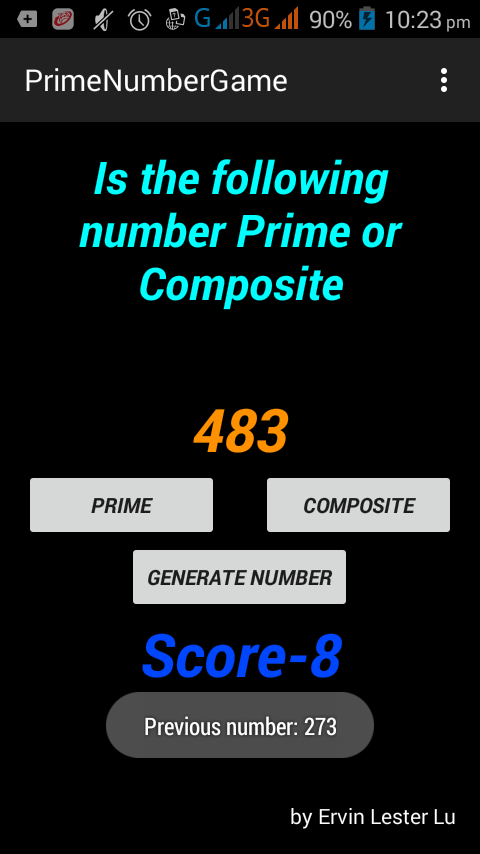 G 3G 90% 10:23 pm
PrimeNumberGame
Is the following
number Prime or
Composite
483
PRIME COMPOSITE
GENERATE NUMBER
Score-8
Previous number: 273
by Ervin Lester Lu